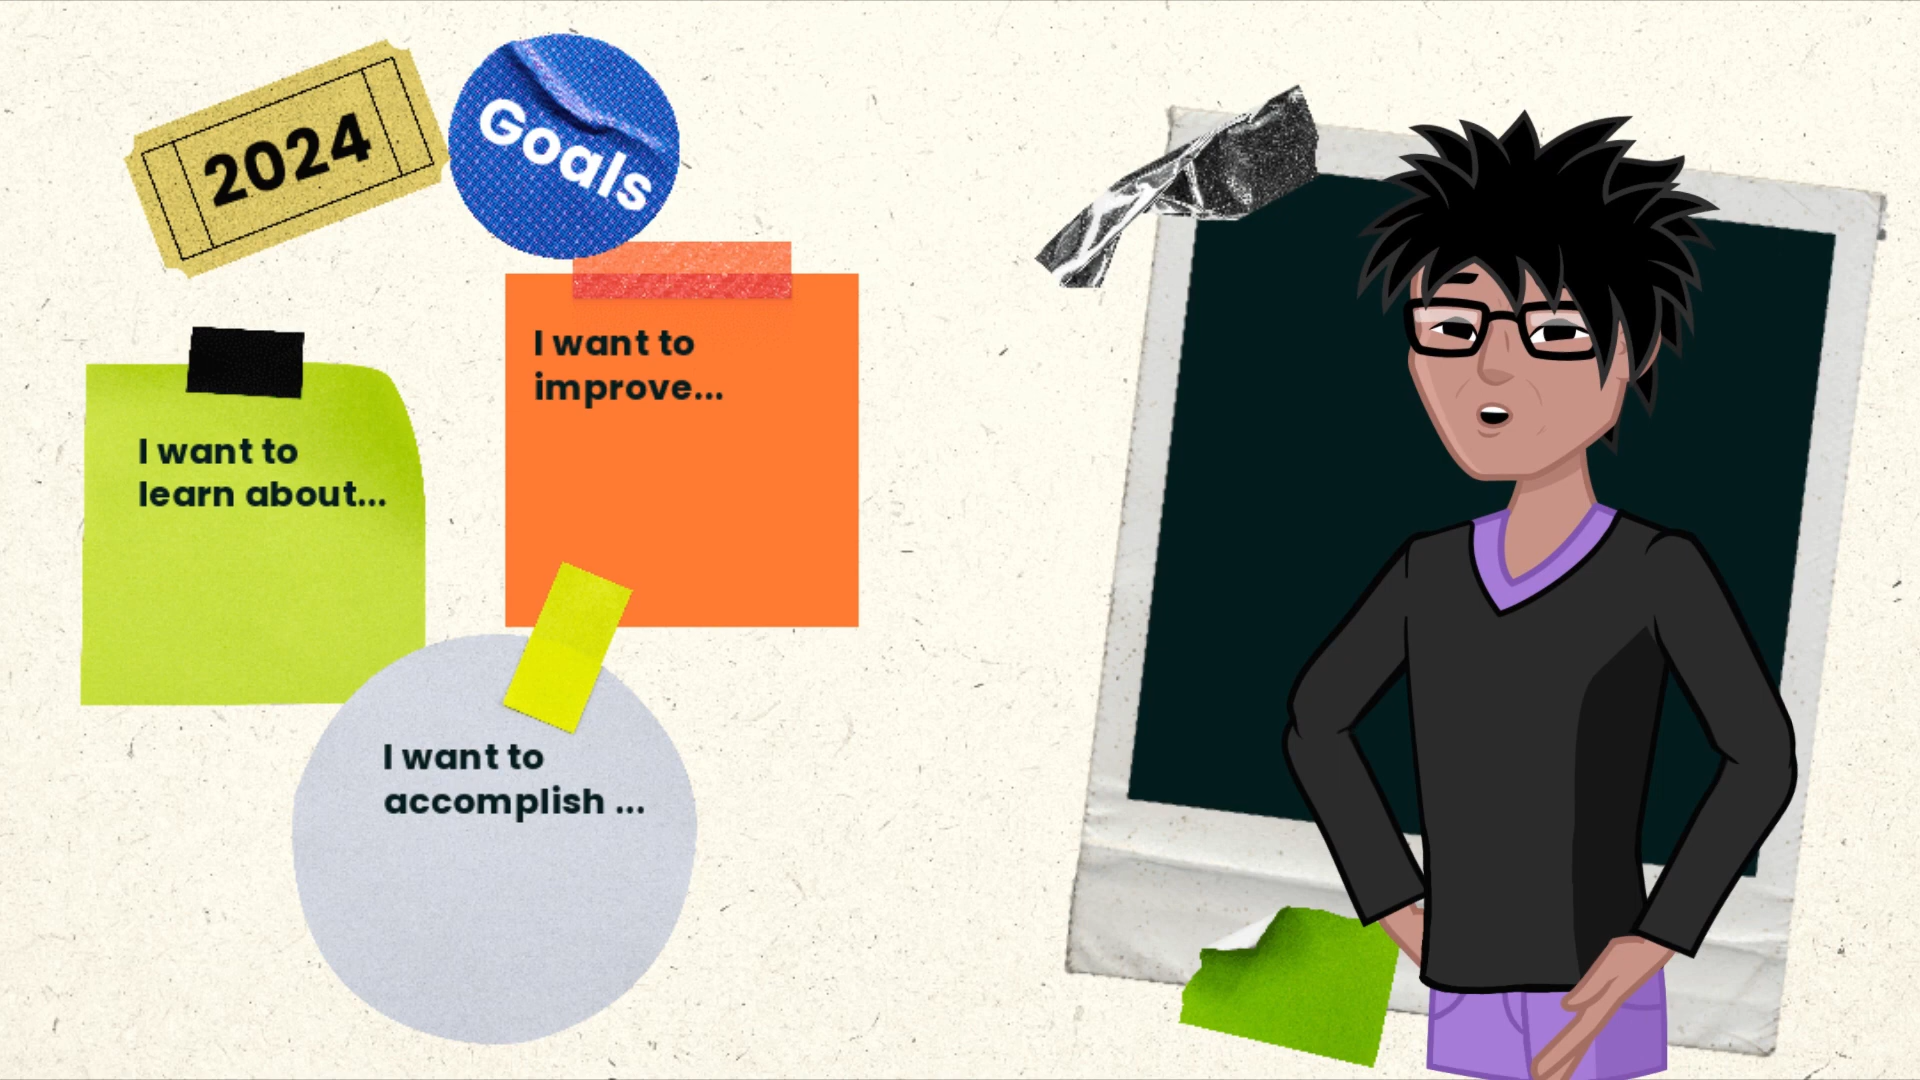 2024
Goals
I want to
improve...
I want to
learn about...
I want to
accomplish ...